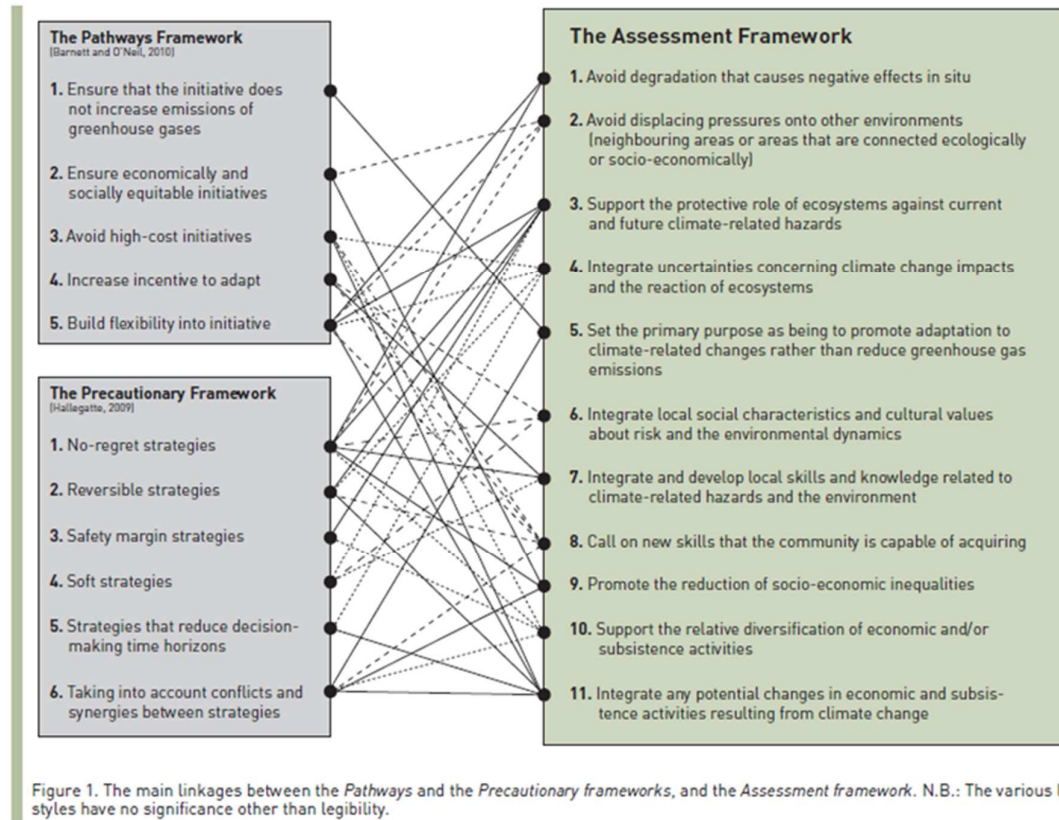 The Pathways Framework
(Barnett and O'Neil, 2010)
1. Ensure that the initiative does
not increase emissions of
greenhouse gases
2. Ensure economically and
socially equitable initiatives
3. Avoid high-cost initiatives
4. Increase incentive to adapt
5. Build flexibility into initiative
The Precautionary Framework
(Hallegatte, 2009)
1. No-regret strategies
2. Reversible strategies
3. Safety margin strategies
4. Soft strategies
5. Strategies that reduce decision-
making time horizons
6. Taking into account conflicts and
synergies between strategies
The Assessment Framework
1. Avoid degradation that causes negative effects in situ
2. Avoid displacing pressures onto other environments
(neighbouring areas or areas that are connected ecologically
or socio-economically)
3. Support the protective role of ecosystems against current
and future climate-related hazards
4. Integrate uncertainties concerning climate change impacts
and the reaction of ecosystems
5. Set the primary purpose as being to promote adaptation to
climate-related changes rather than reduce greenhouse gas
emissions
6. Integrate local social characteristics and cultural values
about risk and the environmental dynamics
7. Integrate and develop local skills and knowledge related to
climate-related hazards and the environment
8. Call on new skills that the community is capable of acquiring
9. Promote the reduction of socio-economic inequalities
10. Support the relative diversification of economic and/or
subsistence activities
11. Integrate any potential changes in economic and subsis-
tence activities resulting from climate change
Figure 1. The main linkages between the Pathways and the Precautionary frameworks, and the Assessment framework. N.B.: The various
styles have no significance other than legibility.